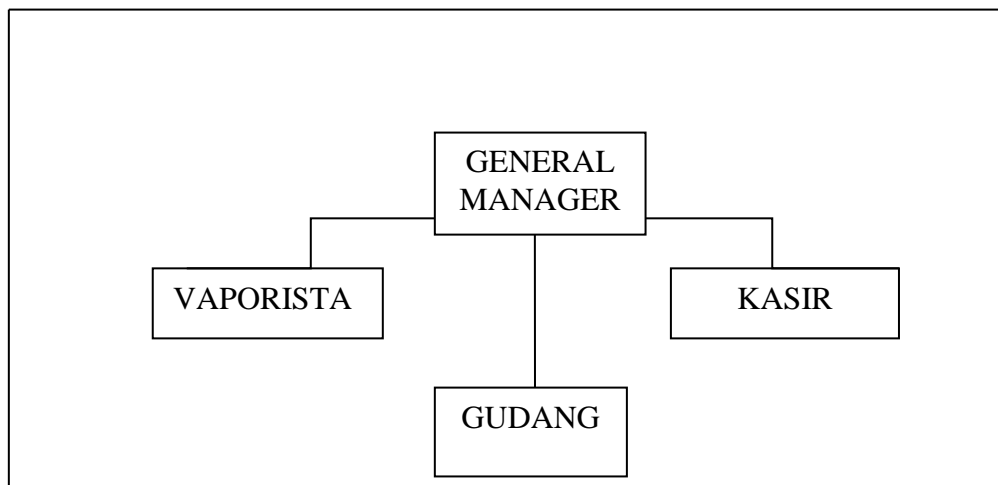 GENERAL
MANAGER
VAPORISTA
KASIR
GUDANG